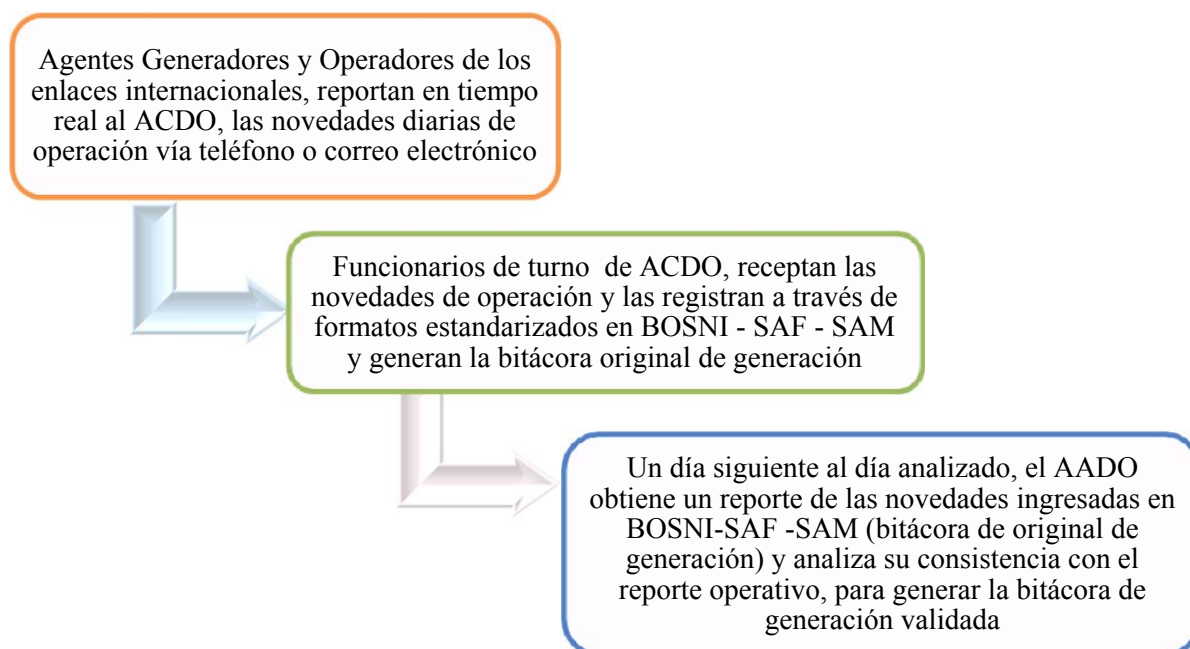 Agentes Generadores y Operadores de los
enlaces internacionales, reportan en tiempo
real al ACDO, las novedades diarias de
operación vía teléfono o correo electrónico
Funcionarios de turno de ACDO, receptan las
novedades de operación y las registran a través de
formatos estandarizados en BOSNI - SAF - SAM
y generan la bitácora original de generación
Un día siguiente al día analizado, el AADO
obtiene un reporte de las novedades ingresadas en
BOSNI-SAF -SAM (bitácora de original de
generación) y analiza su consistencia con el
reporte operativo, para generar la bitácora de
generación validada